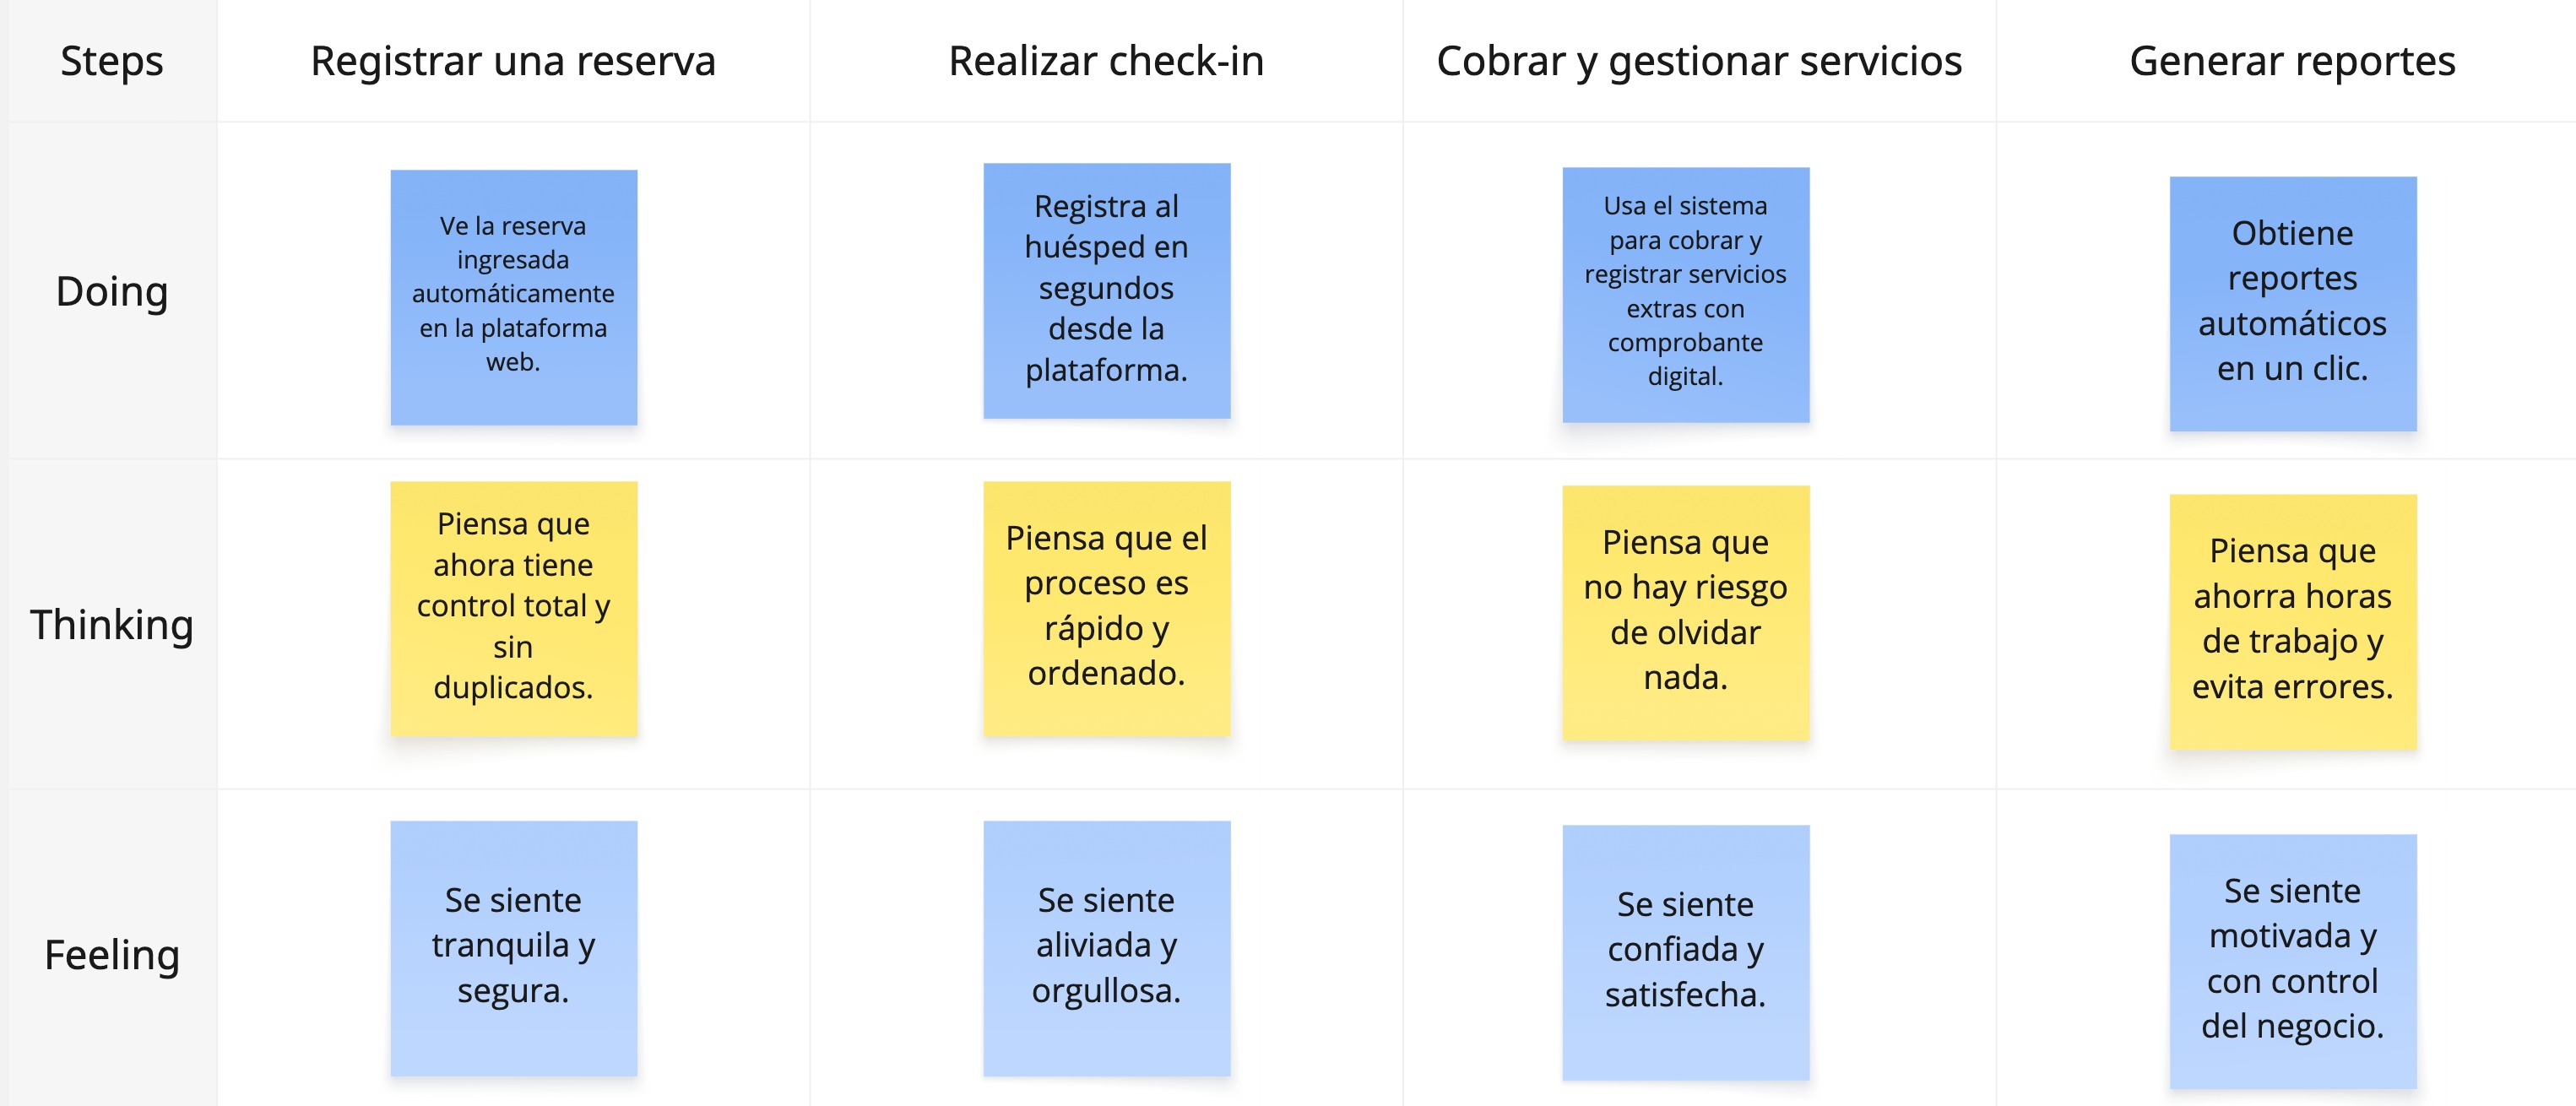 Steps
Registrar una reserva
Realizar check-in
Cobrar y gestionar servicios
Generar reportes
Doing
Ve la reserva
ingresada
automáticamente
en la plataforma
web.
Registra al
huésped en
segundos
desde la
plataforma.
Usa el sistema
para cobrar y
registrar servicios
extras con
comprobante
digital.
Obtiene
reportes
automáticos
en un clic.
Thinking
Piensa que
ahora tiene
control total y
sin
duplicados.
Piensa que el
proceso es
rápido y
ordenado.
Piensa que
no hay riesgo
de olvidar
nada.
Piensa que
ahorra horas
de trabajo y
evita errores.
Feeling
Se siente
tranquila y
segura.
Se siente
aliviada y
orgullosa.
Se siente
confiada y
satisfecha.
Se siente
motivada y
con control
del negocio.